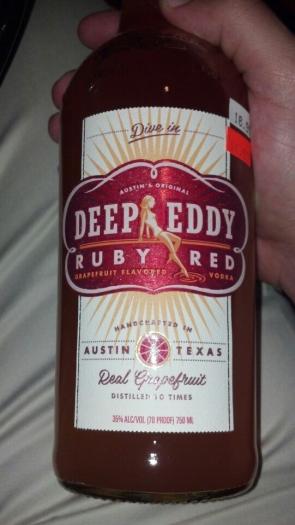 Dive in
AUSTIN'S ORIGINAL
DEEP EDDY
RUBY RED
GRAPEFRUIT FLAVORED VODKA
HANDCRAFTED IN
AUSTIN TEXAS
Real Grapefruit
DISTILLED 10 TIMES
35% ALC/VOL (70 PROOF) 750 ML